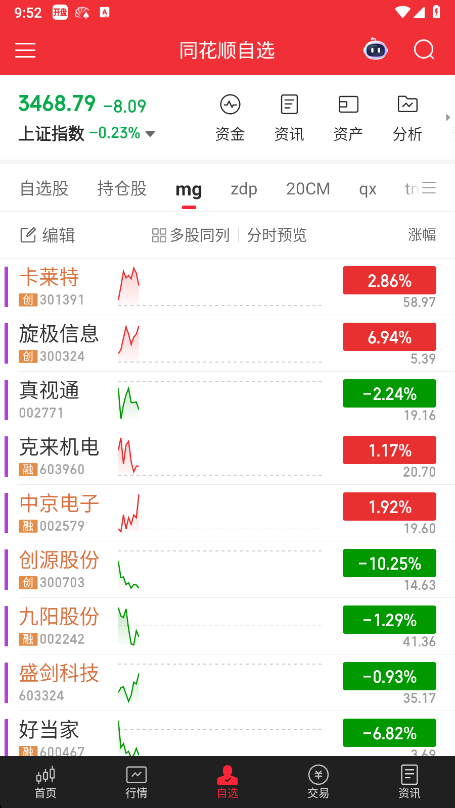 9:52 开盘 A
同花顺自选
3468.79 -8.09
上证指数 -0.23%
资金 资讯 资产 分析
自选股 持仓股 mg zdp 20CM qx
编辑 多股同列 分时预览 涨幅
卡莱特 2.86%
创 301391 58.97
旋极信息 6.94%
创 300324 5.39
真视通 -2.24%
002771 19.16
克来机电 1.17%
融 603960 20.70
中京电子 1.92%
融 002579 19.60
创源股份 -10.25%
创 300703 14.63
九阳股份 -1.29%
融 002242 41.36
盛剑科技 -0.93%
603324 35.17
好当家 -6.82%
融 600467 3.69
首页 行情 自选 交易 资讯